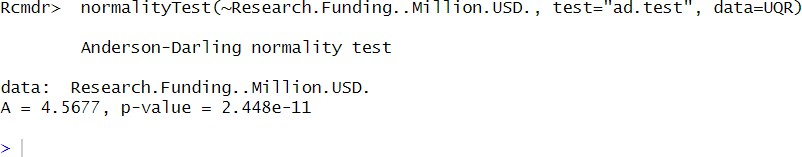 Rcmdr>  normalityTest(~Research.Funding..Million.USD., test="ad.test", data=UQR)
Anderson-Darling normality test
data:  Research.Funding..Million.USD.
A = 4.5677, p-value = 2.448e-11
>